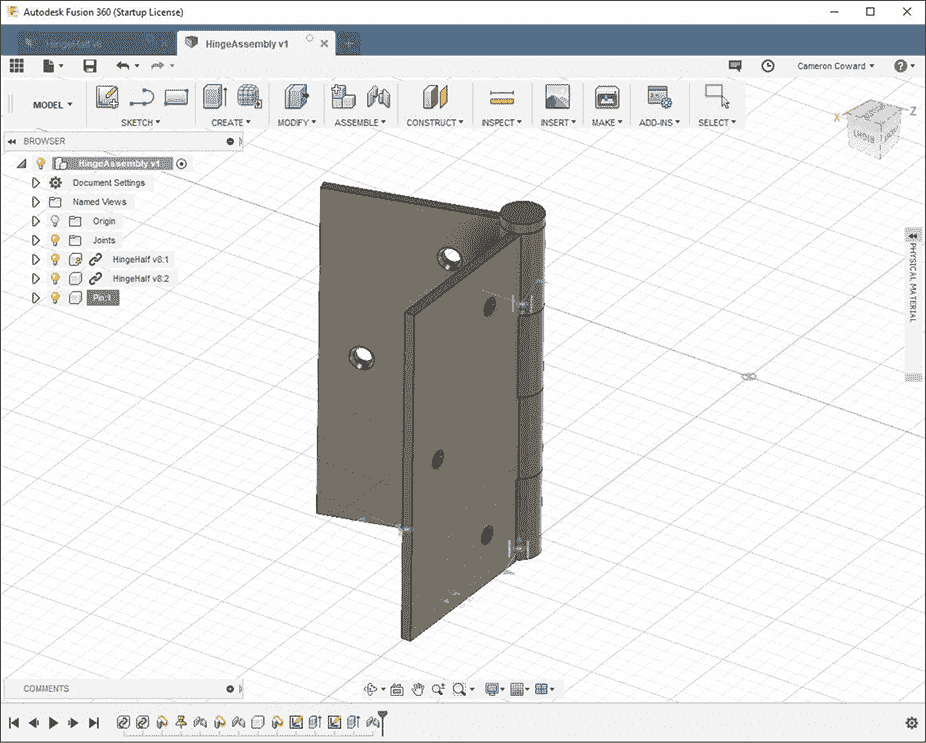 Autodesk Fusion 360 (Startup License)
HingeHalf v8
HingeAssembly v1
Cameron Coward
MODEL
SKETCH
CREATE
MODIFY
ASSEMBLE
CONSTRUCT
INSPECT
INSERT
MAKE
ADD-INS
SELECT
X
Z
RIGHT
BROWSER
HingeAssembly v1
Document Settings
Named Views
Origin
Joints
HingeHalf v8:1
HingeHalf v8:2
Pin:1
PHYSICAL MATERIAL
COMMENTS